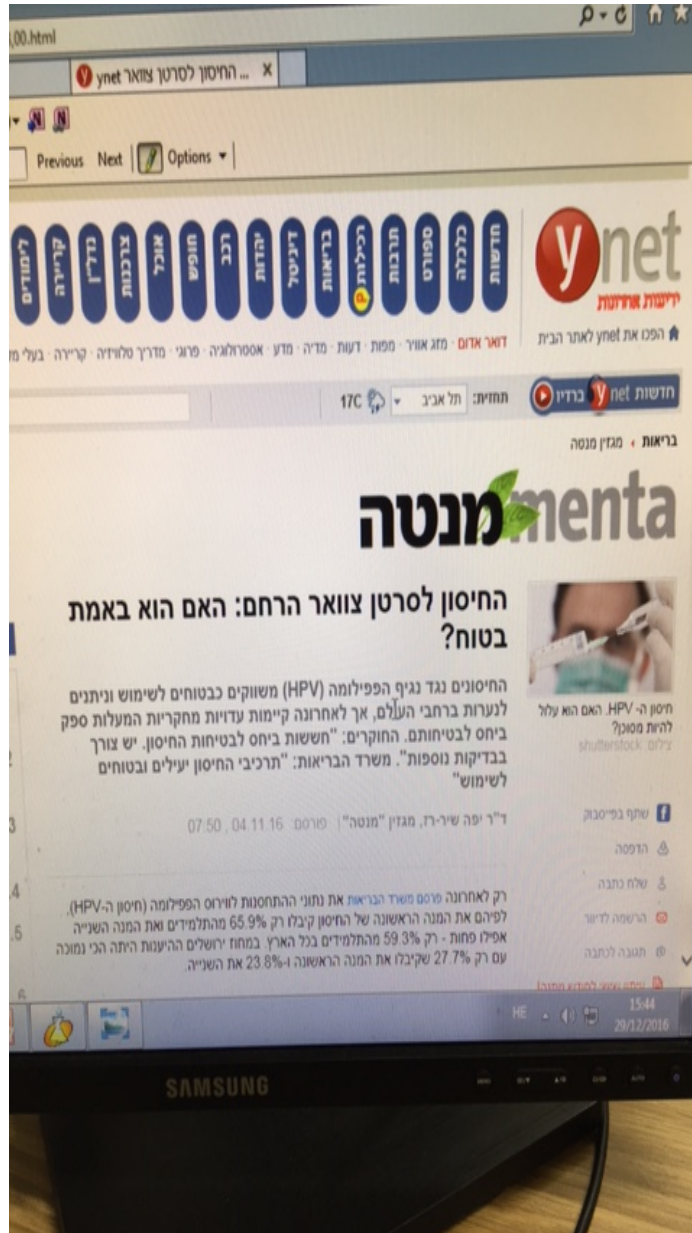 ,00.html
ynet החיסון לסרטן צוואר ...
Previous Next Options
ynet
ידיעות אחרונות
הפכו את ynet לאתר הבית
חדשות
כלכלה
ספורט
תרבות
רכילות
בריאות
דיגיטל
יהדות
רכב
חופש
אוכל
צרכנות
נדל"ן
קריירה
לימודים
דואר אדום · מזג אוויר · מפות · דעות · מדיה · מדע · אסטרולוגיה · פרוגי · מדריך טלוויזיה · קריירה · בעלי
חדשות ynet ברדיו
תחזית: תל אביב 17C
בריאות מגזין מנטה
menta מנטה
החיסון לסרטן צוואר הרחם: האם הוא באמת
בטוח?
החיסונים נגד נגיף הפפילומה (HPV) משווקים כבטוחים לשימוש וניתנים
לנערות ברחבי העולם, אך לאחרונה קיימות עדויות מחקריות המעלות ספק
ביחס לבטיחותם. החוקרים: "חששות ביחס לבטיחות החיסון. יש צורך
בבדיקות נוספות". משרד הבריאות: "תרכיבי החיסון יעילים ובטוחים
לשימוש"
ד"ר יפה שיר-רז, מגזין "מנטה" | פורסם: 04.11.16 , 07:50
רק לאחרונה פרסם משרד הבריאות את נתוני ההתחסנות לווירוס הפפילומה (חיסון ה-HPV).
לפיהם את המנה הראשונה של החיסון קיבלו רק 65.9% מהתלמידים ואת המנה השנייה
אפילו פחות - רק 59.3% מהתלמידים בכל הארץ. במחוז ירושלים ההיענות היתה הכי נמוכה
עם רק 27.7% שקיבלו את המנה הראשונה ו-23.8% את השנייה.
חיסון ה- HPV. האם הוא עלול
להיות מסוכן?
צילום: shutterstock
שתף בפייסבוק
הדפסה
שלח כתבה
הרשמה לדיוור
תגובה לכתבה
HE
15:44
29/12/2016
SAMSUNG